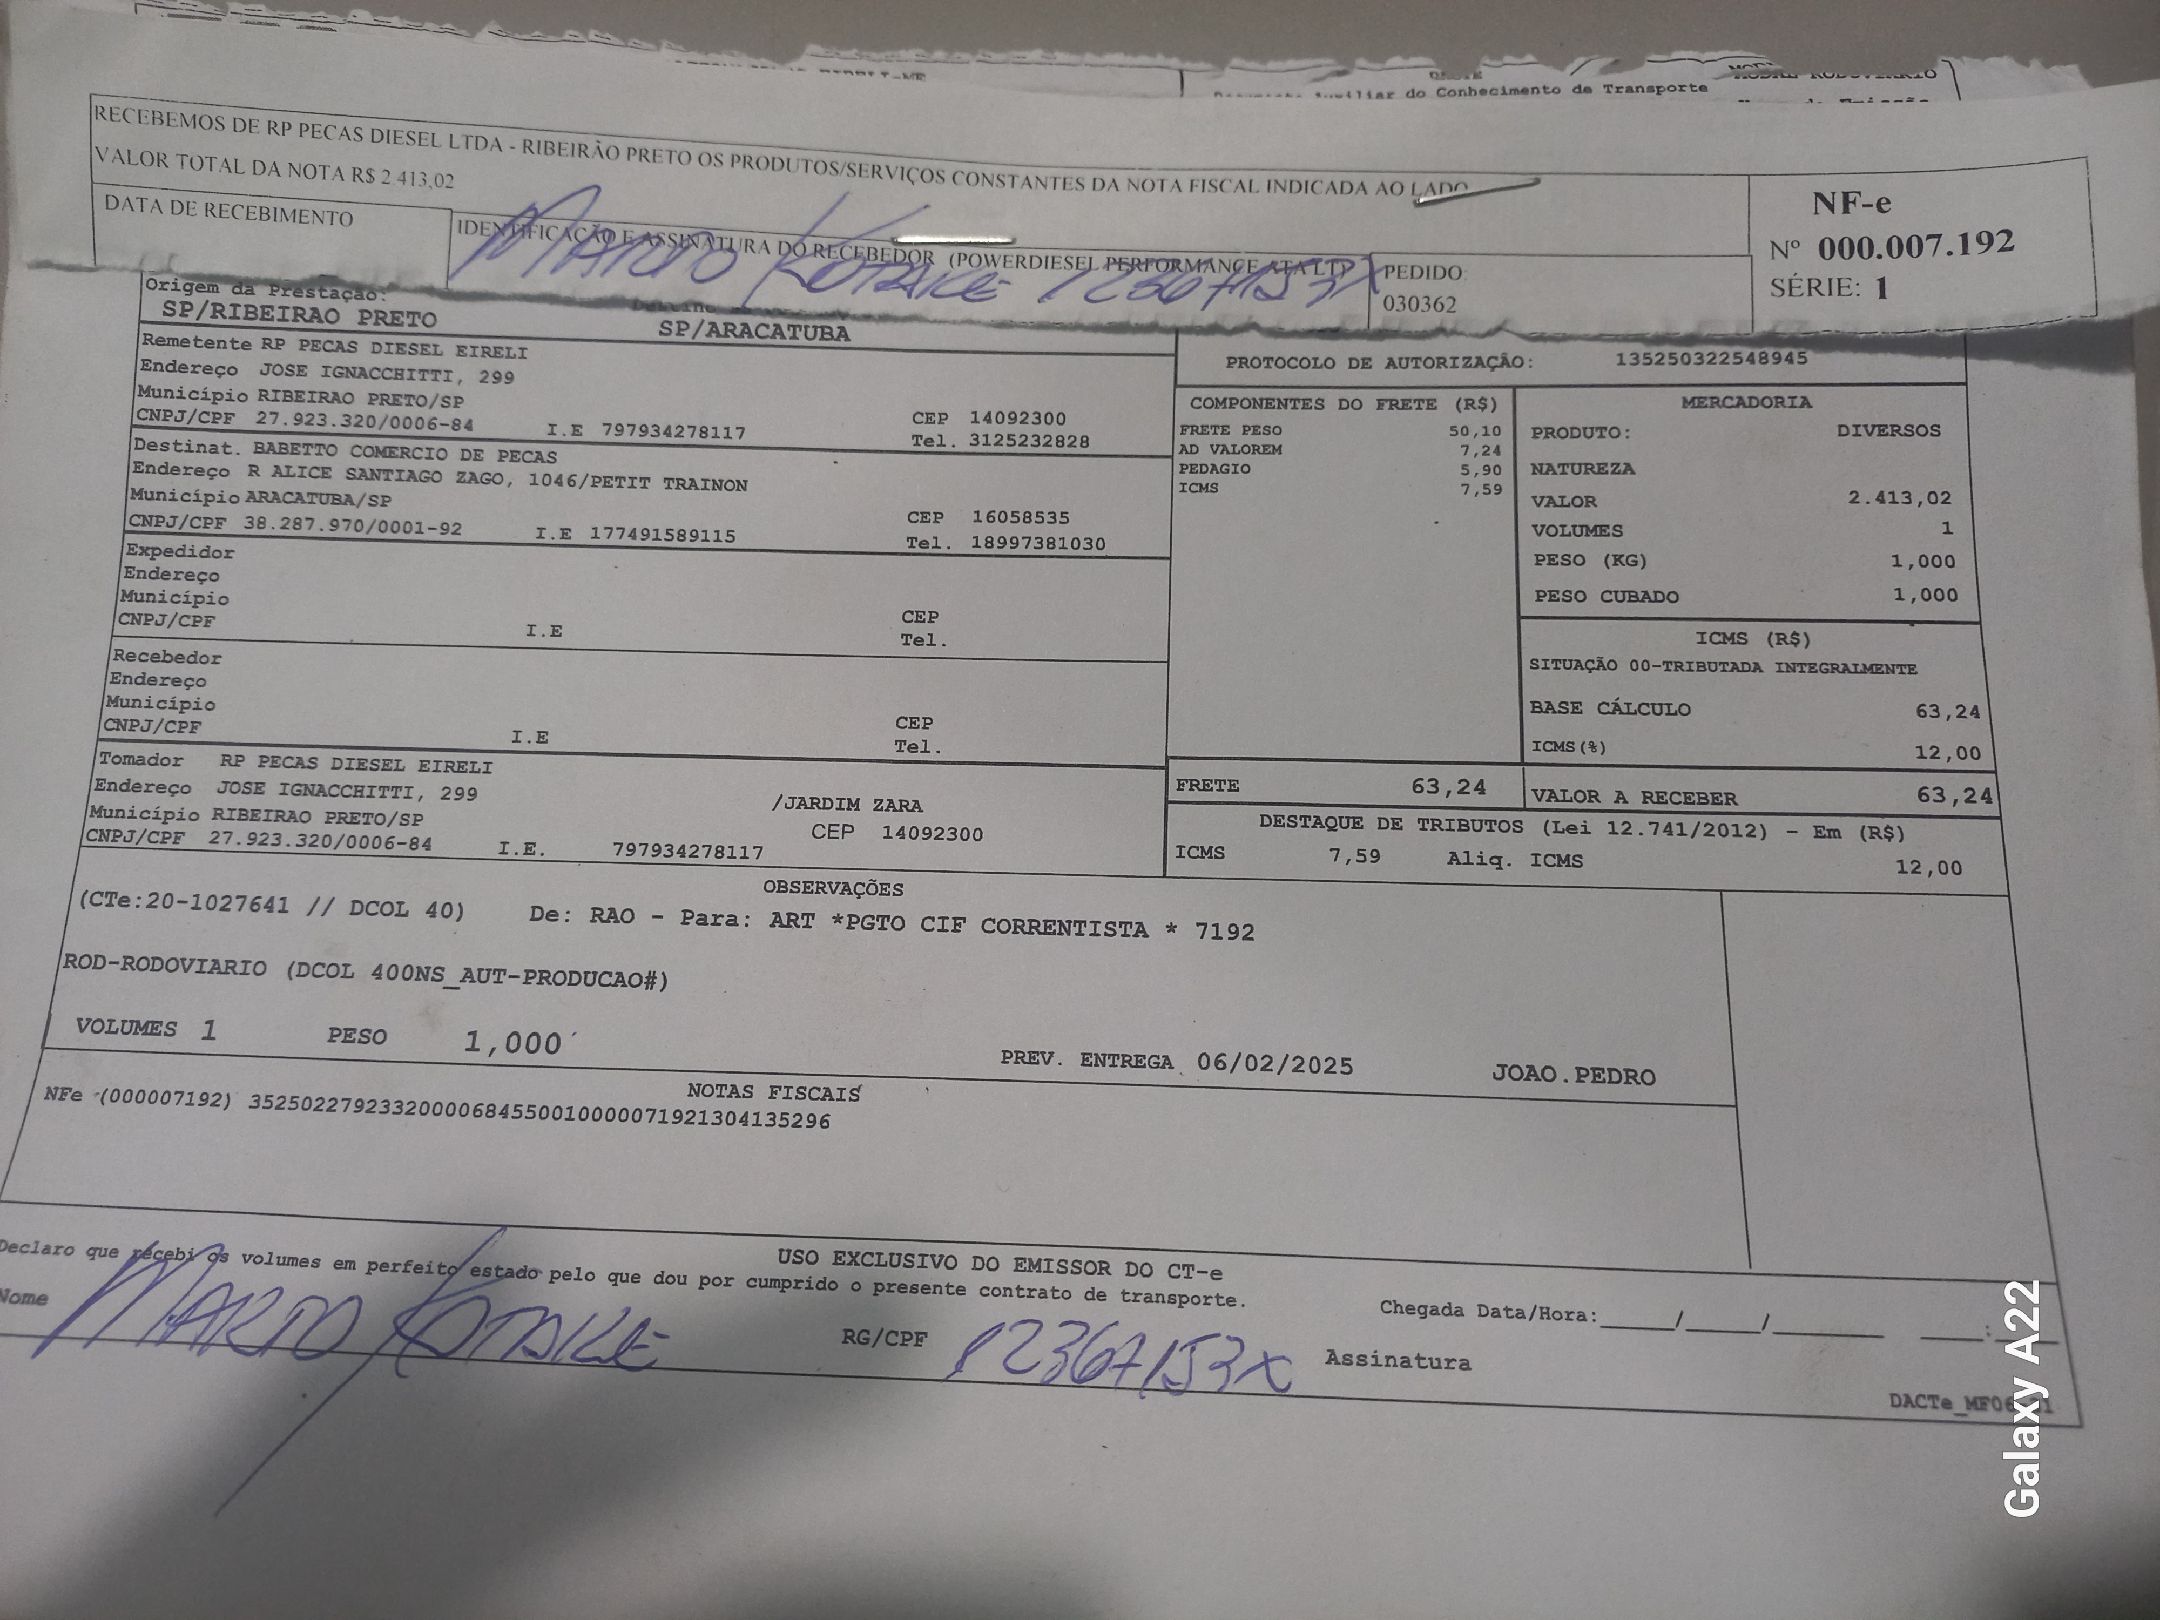 Auxiliar do Conhecimento de Transporte
RECEBEMOS DE RP PECAS DIESEL LTDA - RIBEIRÃO PRETO OS PRODUTOS/SERVIÇOS CONSTANTES DA NOTA FISCAL INDICADA AO LADO
VALOR TOTAL DA NOTA R$ 2.413,02
DATA DE RECEBIMENTO
IDENTIFICAÇÃO E ASSINATURA DO RECEBEDOR (POWERDIESEL PERFORMANCE ATA LT
PEDIDO:
030362
NF-e
Nº 000.007.192
SÉRIE: 1
Origem da Prestação:
SP/RIBEIRAO PRETO SP/ARACATUBA
Remetente RP PECAS DIESEL EIRELI
Endereço JOSE IGNACCHITTI, 299
Município RIBEIRAO PRETO/SP CEP 14092300
CNPJ/CPF 27.923.320/0006-84 I.E 797934278117 Tel. 3125232828
Destinat. BABETTO COMERCIO DE PECAS
Endereço R ALICE SANTIAGO ZAGO, 1046/PETIT TRAINON
Município ARACATUBA/SP CEP 16058535
CNPJ/CPF 38.287.970/0001-92 I.E 177491589115 Tel. 18997381030
Expedidor
Endereço
Município CEP
CNPJ/CPF I.E Tel.
Recebedor
Endereço
Município CEP
CNPJ/CPF I.E Tel.
Tomador RP PECAS DIESEL EIRELI
Endereço JOSE IGNACCHITTI, 299 /JARDIM ZARA
Município RIBEIRAO PRETO/SP CEP 14092300
CNPJ/CPF 27.923.320/0006-84 I.E. 797934278117
PROTOCOLO DE AUTORIZAÇÃO: 135250322548945
COMPONENTES DO FRETE (R$)
FRETE PESO 50,10
AD VALOREM 7,24
PEDAGIO 5,90
ICMS 7,59
MERCADORIA
PRODUTO: DIVERSOS
NATUREZA
VALOR 2.413,02
VOLUMES 1
PESO (KG) 1,000
PESO CUBADO 1,000
ICMS (R$)
SITUAÇÃO 00-TRIBUTADA INTEGRALMENTE
BASE CÁLCULO 63,24
ICMS(%) 12,00
FRETE 63,24 VALOR A RECEBER 63,24
DESTAQUE DE TRIBUTOS (Lei 12.741/2012) - Em (R$)
ICMS 7,59 Aliq. ICMS 12,00
OBSERVAÇÕES
(CTe:20-1027641 // DCOL 40) De: RAO - Para: ART *PGTO CIF CORRENTISTA * 7192
ROD-RODOVIARIO (DCOL 400NS_AUT-PRODUCAO#)
VOLUMES 1 PESO 1,000 PREV. ENTREGA 06/02/2025 JOAO.PEDRO
NOTAS FISCAIS
NFe (000007192) 35250227923320000684550010000071921304135296
USO EXCLUSIVO DO EMISSOR DO CT-e
Declaro que recebi os volumes em perfeito estado pelo que dou por cumprido o presente contrato de transporte.
Nome RG/CPF 12367153X Assinatura
Chegada Data/Hora:____/____/______ ___:___
Galaxy A22